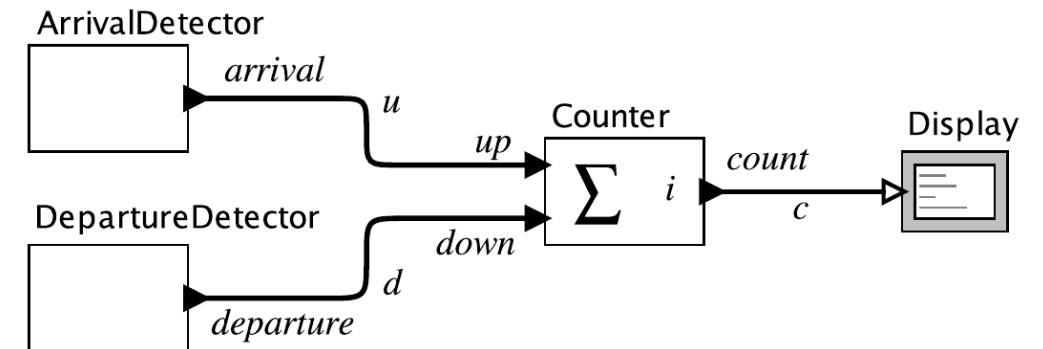 ArrivalDetector
arrival
u
up
Counter
Σ i
count
c
Display
DepartureDetector
down
d
departure